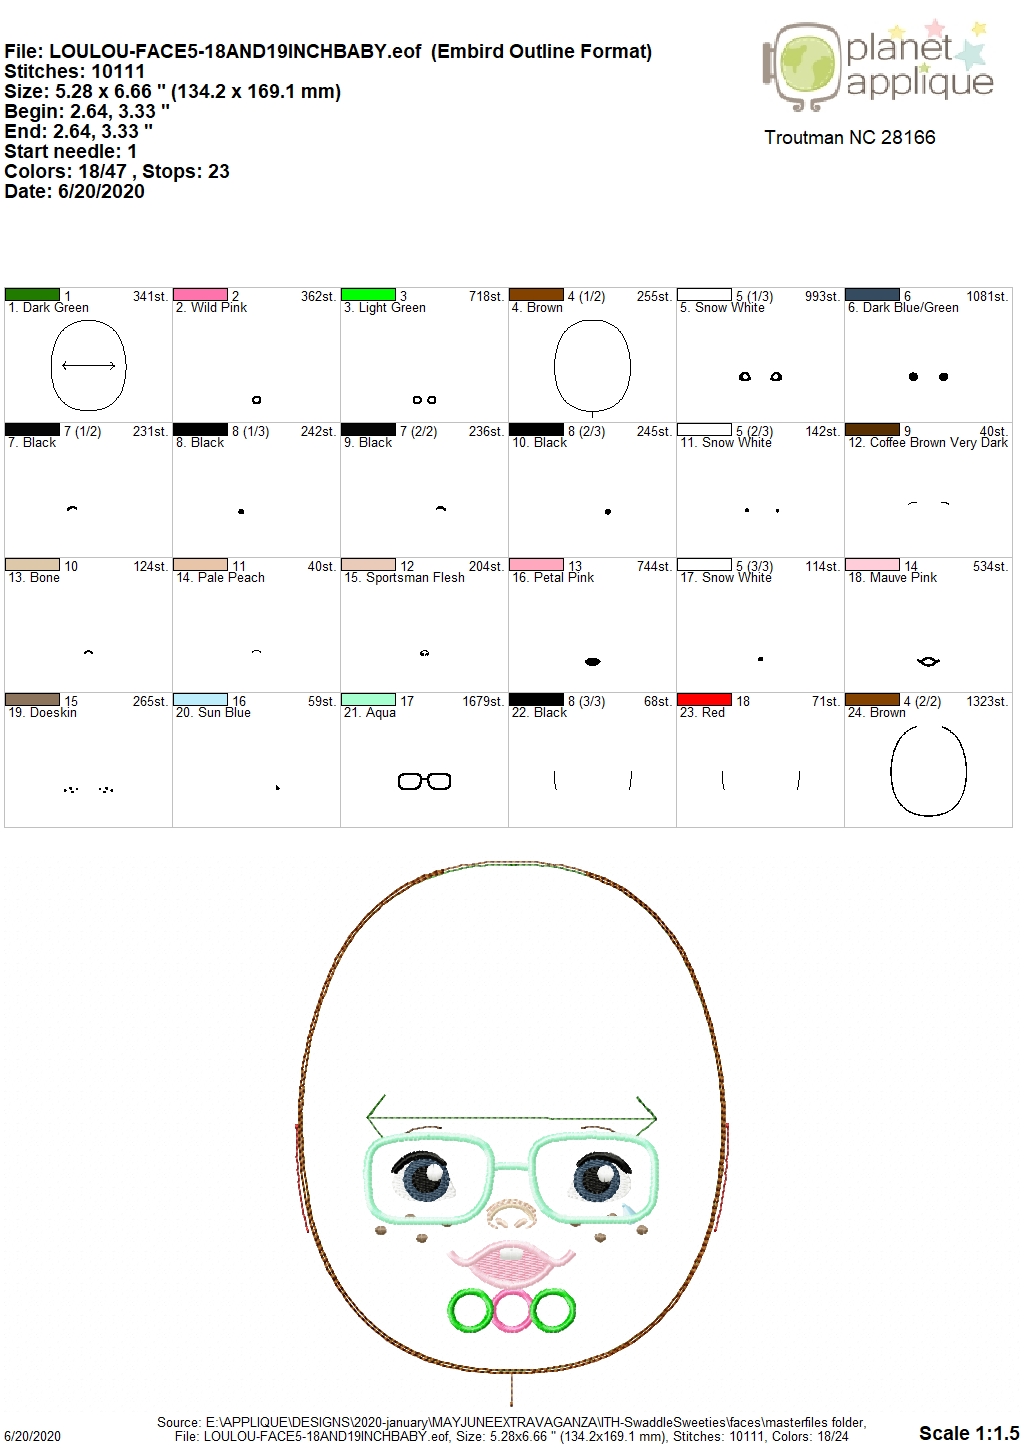 File: LOULOU-FACE5-18AND19INCHBABY.eof (Embird Outline Format)
Stitches: 10111
Size: 5.28 x 6.66 " (134.2 x 169.1 mm)
Begin: 2.64, 3.33 "
End: 2.64, 3.33 "
Start needle: 1
Colors: 18/47 , Stops: 23
Date: 6/20/2020
planet
applique
Troutman NC 28166
1 341st. 2 362st. 3 718st. 4 (1/2) 255st. 5 (1/3) 993st. 6 1081st.
1. Dark Green 2. Wild Pink 3. Light Green 4. Brown 5. Snow White 6. Dark Blue/Green
7 (1/2) 231st. 8 (1/3) 242st. 7 (2/2) 236st. 8 (2/3) 245st. 5 (2/3) 142st. 9 40st.
7. Black 8. Black 9. Black 10. Black 11. Snow White 12. Coffee Brown Very Dark
10 124st. 11 40st. 12 204st. 13 744st. 5 (3/3) 114st. 14 534st.
13. Bone 14. Pale Peach 15. Sportsman Flesh 16. Petal Pink 17. Snow White 18. Mauve Pink
15 265st. 16 59st. 17 1679st. 8 (3/3) 68st. 18 71st. 4 (2/2) 1323st.
19. Doeskin 20. Sun Blue 21. Aqua 22. Black 23. Red 24. Brown
Source: E:\APPLIQUE\DESIGNS\2020-january\MAYJUNEEXTRAVAGANZA\ITH-SwaddleSweeties\faces\masterfiles folder,
6/20/2020 File: LOULOU-FACE5-18AND19INCHBABY.eof, Size: 5.28x6.66 " (134.2x169.1 mm), Stitches: 10111, Colors: 18/24 Scale 1:1.5